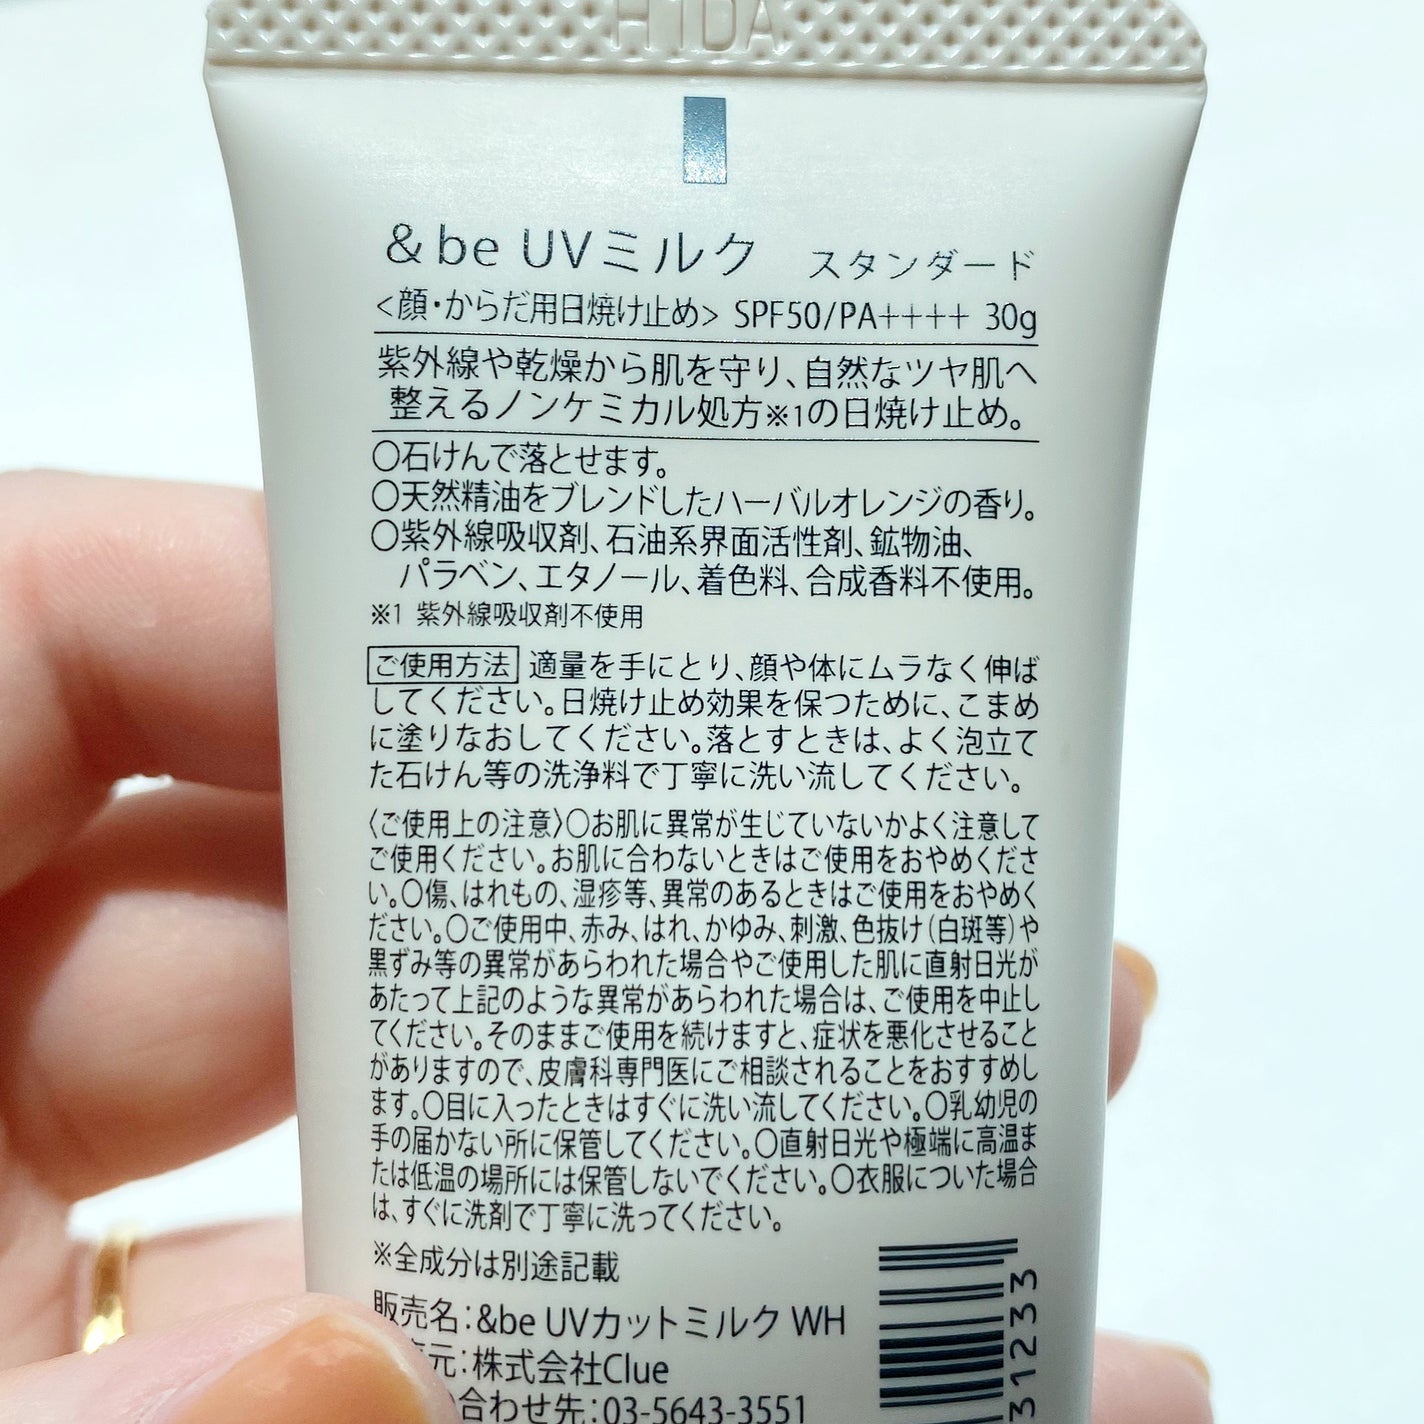 H1DA
&be UVミルク スタンダード
<顔・からだ用日焼け止め> SPF50/PA++++ 30g
紫外線や乾燥から肌を守り、自然なツヤ肌へ
整えるノンケミカル処方※1の日焼け止め。
〇石けんで落とせます。
〇天然精油をブレンドしたハーバルオレンジの香り。
〇紫外線吸収剤、石油系界面活性剤、鉱物油、
パラベン、エタノール、着色料、合成香料不使用。
※1 紫外線吸収剤不使用
ご使用方法 適量を手にとり、顔や体にムラなく伸ば
してください。日焼け止め効果を保つために、こまめ
に塗りなおしてください。落とすときは、よく泡立て
た石けん等の洗浄料で丁寧に洗い流してください。
〈ご使用上の注意〉〇お肌に異常が生じていないかよく注意して
ご使用ください。お肌に合わないときはご使用をおやめくださ
い。〇傷、はれもの、湿疹等、異常のあるときはご使用をおやめく
ださい。〇ご使用中、赤み、はれ、かゆみ、刺激、色抜け(白斑等)や
黒ずみ等の異常があらわれた場合やご使用した肌に直射日光が
あたって上記のような異常があらわれた場合は、ご使用を中止し
てください。そのままご使用を続けますと、症状を悪化させること
がありますので、皮膚科専門医にご相談されることをおすすめし
ます。〇目に入ったときはすぐに洗い流してください。〇乳幼児の
手の届かない所に保管してください。〇直射日光や極端に高温ま
たは低温の場所には保管しないでください。〇衣服についた場合
は、すぐに洗剤で丁寧に洗ってください。
※全成分は別途記載
販売名：&be UVカットミルク WH
元：株式会社Clue
合わせ先：03-5643-3551
31233